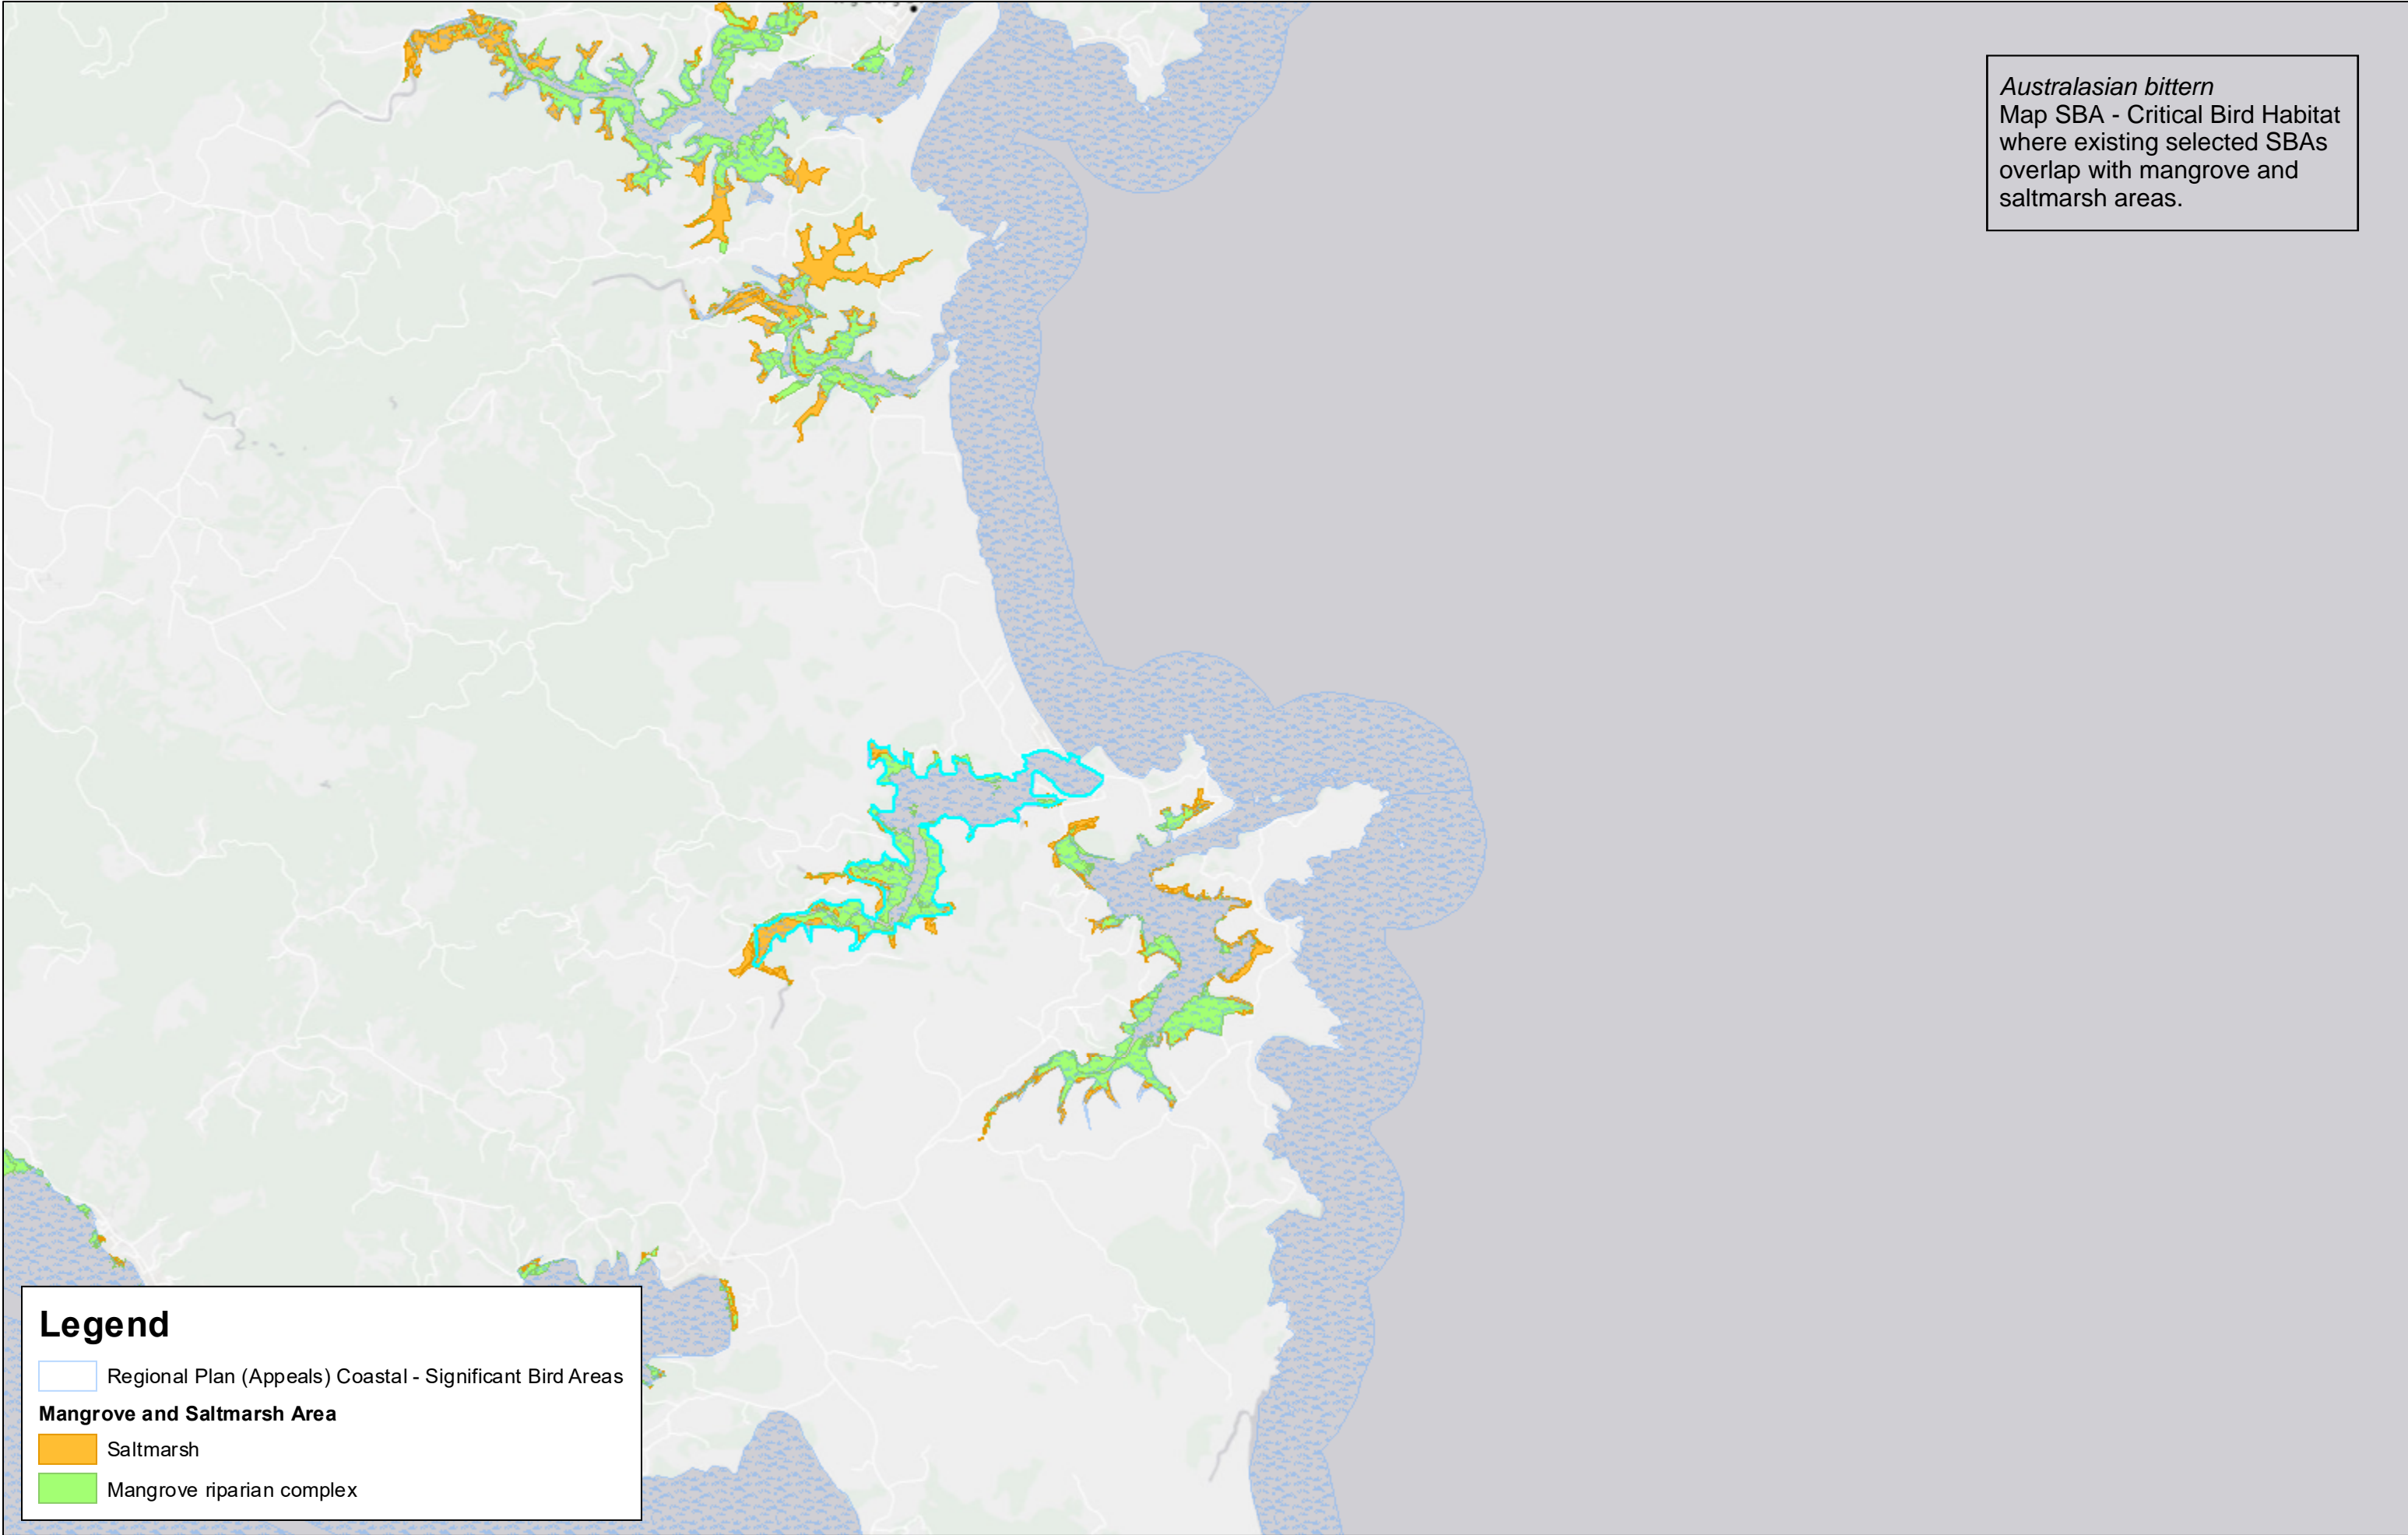 Australasian bittern
Map SBA - Critical Bird Habitat
where existing selected SBAs
overlap with mangrove and
saltmarsh areas.
Legend
Regional Plan (Appeals) Coastal - Significant Bird Areas
Mangrove and Saltmarsh Area
Saltmarsh
Mangrove riparian complex